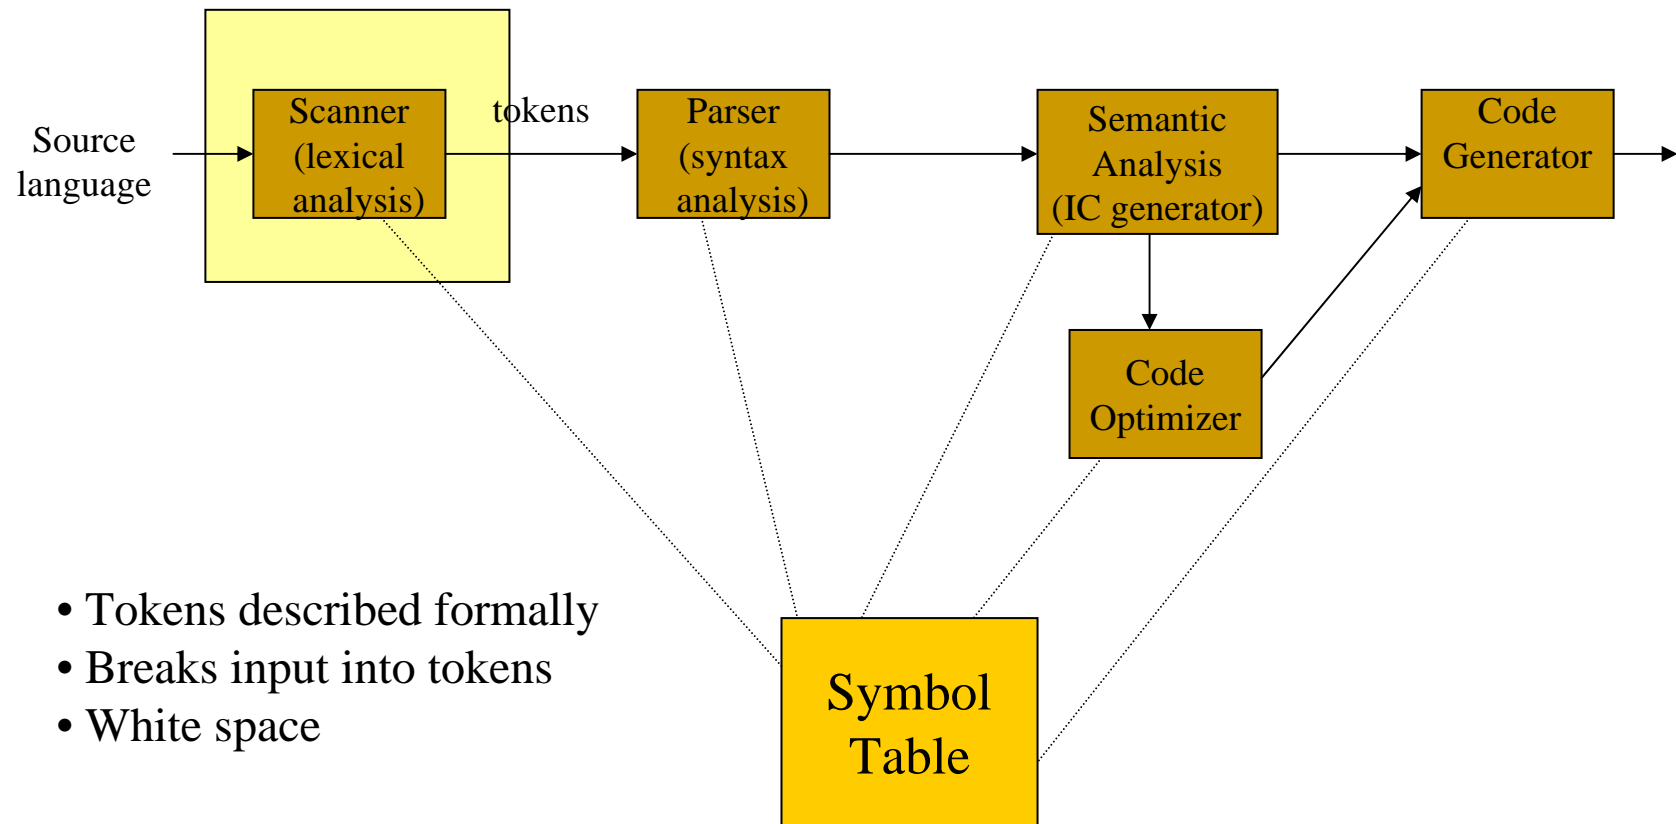 Source
language
Scanner
(lexical
analysis)
tokens
Parser
(syntax
analysis)
Semantic
Analysis
(IC generator)
Code
Generator
Code
Optimizer
• Tokens described formally
• Breaks input into tokens
• White space
Symbol
Table